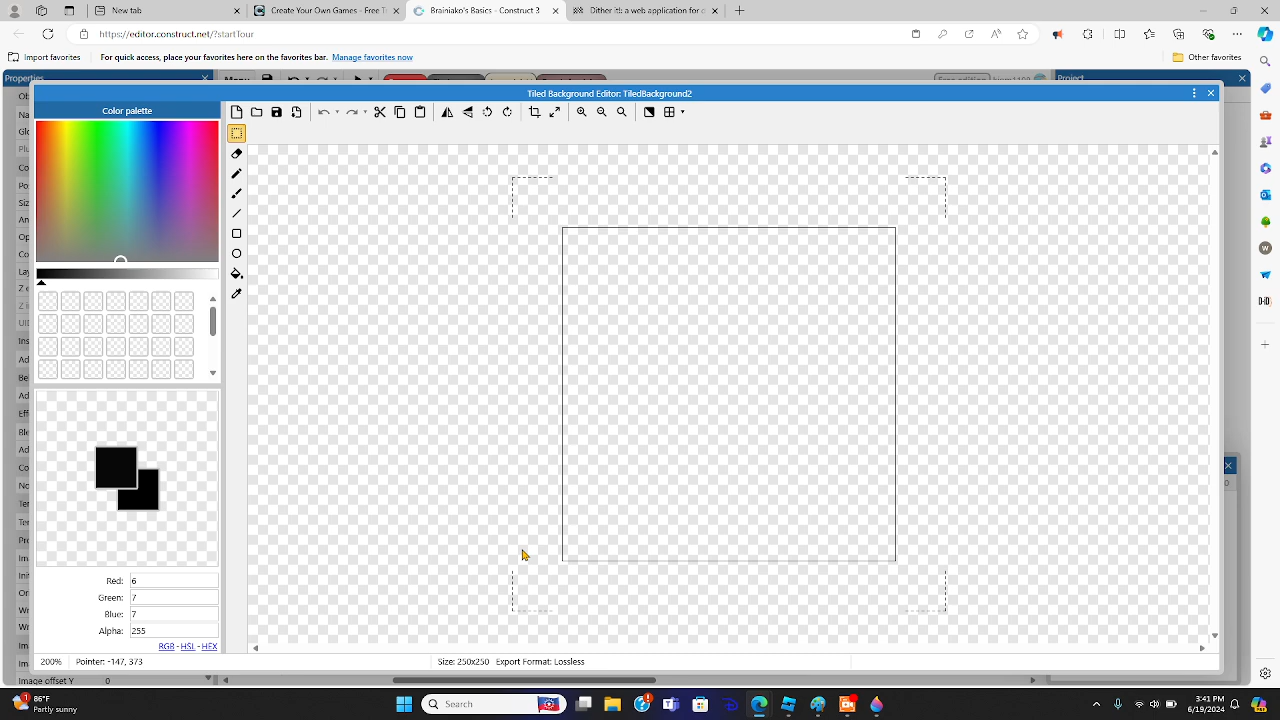 New tab
Create Your Own Games - Free T
Brainiako's Basics - Construct 3
Dither it!: a web application for c
https://editor.construct.net/?startTour
Import favorites
For quick access, place your favorites here on the favorites bar. Manage favorites now
Other favorites
Properties
Menu
Free edition
Project
Tiled Background Editor: TiledBackground2
Color palette
Red: 6
Green: 7
Blue: 7
Alpha: 255
RGB - HSL - HEX
200%
Pointer: -147, 373
Size: 250x250 Export Format: Lossless
Image offset Y
0
86°F
Partly sunny
Search
3:41 PM
6/19/2024